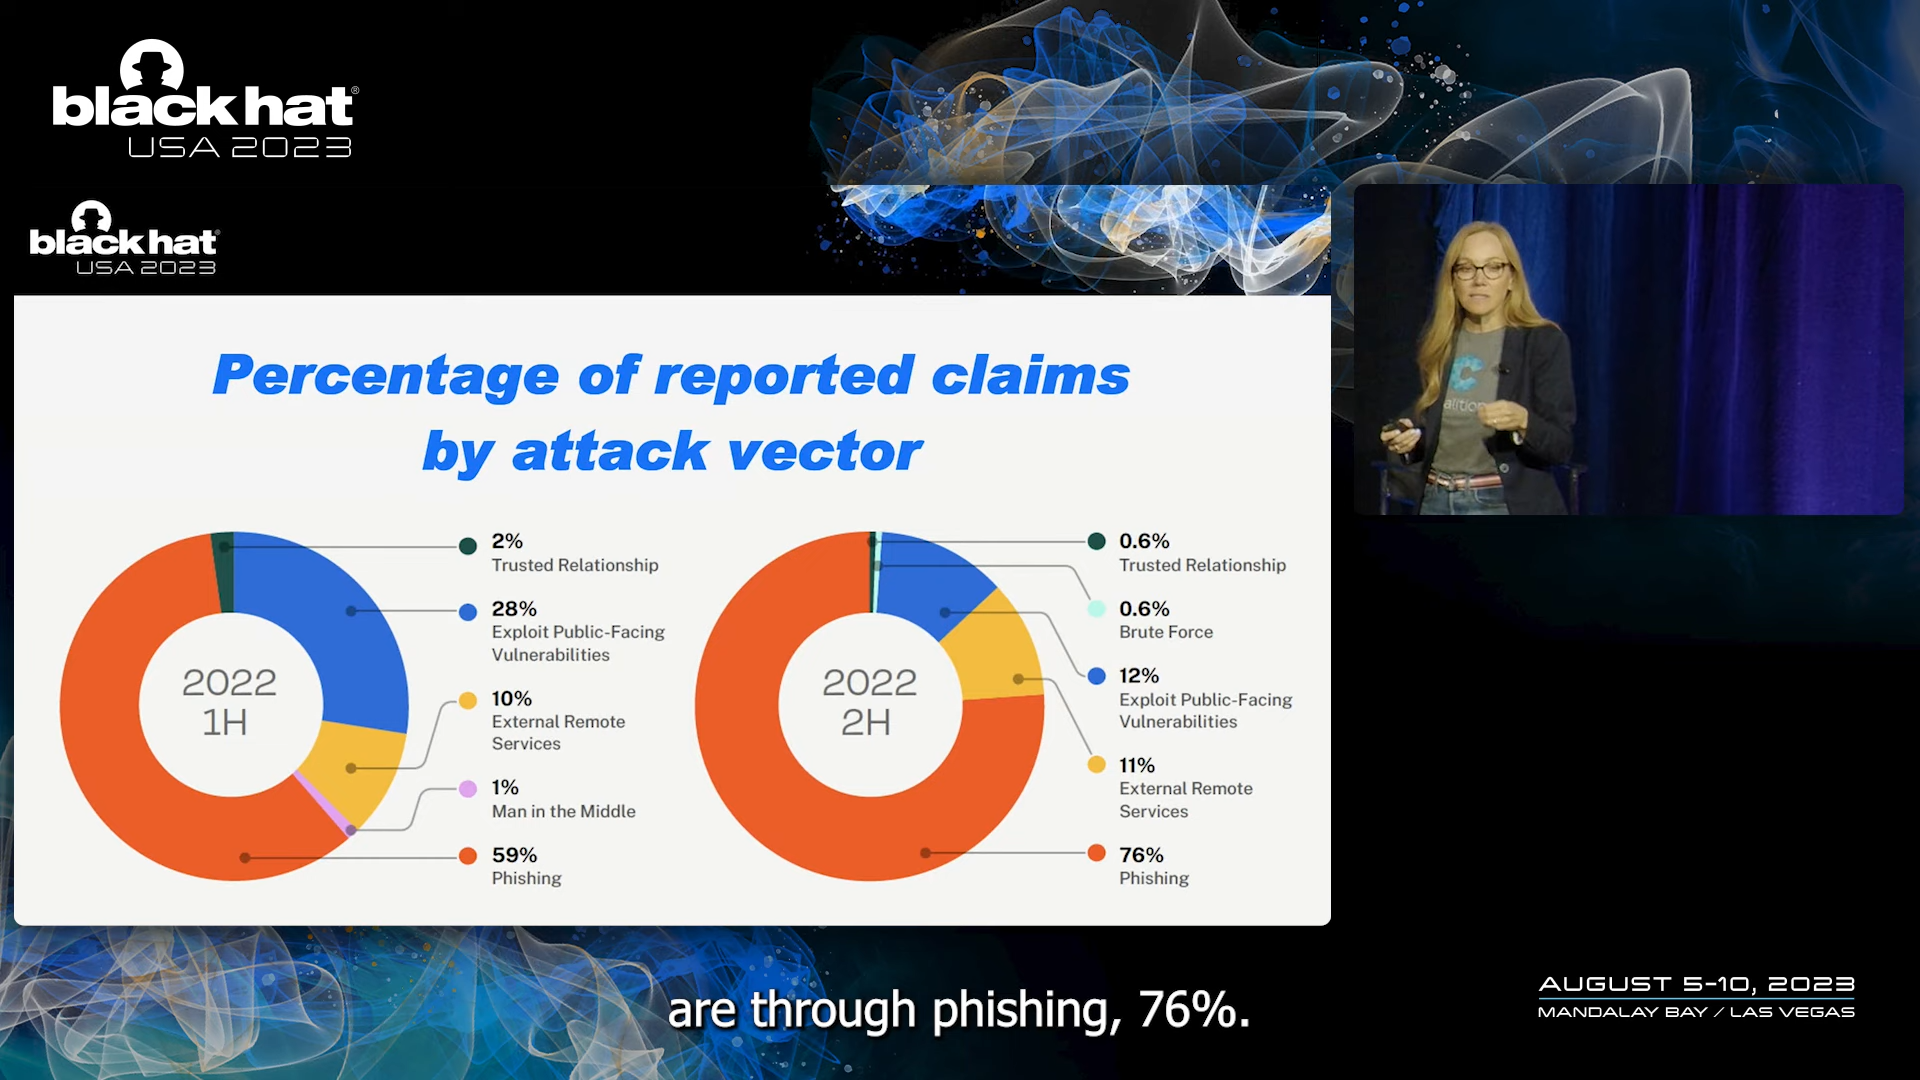 black hat®
USA 2023
black hat®
USA 2023
Percentage of reported claims
by attack vector
2022
1H
2%
Trusted Relationship
28%
Exploit Public-Facing
Vulnerabilities
10%
External Remote
Services
1%
Man in the Middle
59%
Phishing
2022
2H
0.6%
Trusted Relationship
0.6%
Brute Force
12%
Exploit Public-Facing
Vulnerabilities
11%
External Remote
Services
76%
Phishing
are through phishing, 76%.
AUGUST 5-10, 2023
MANDALAY BAY / LAS VEGAS